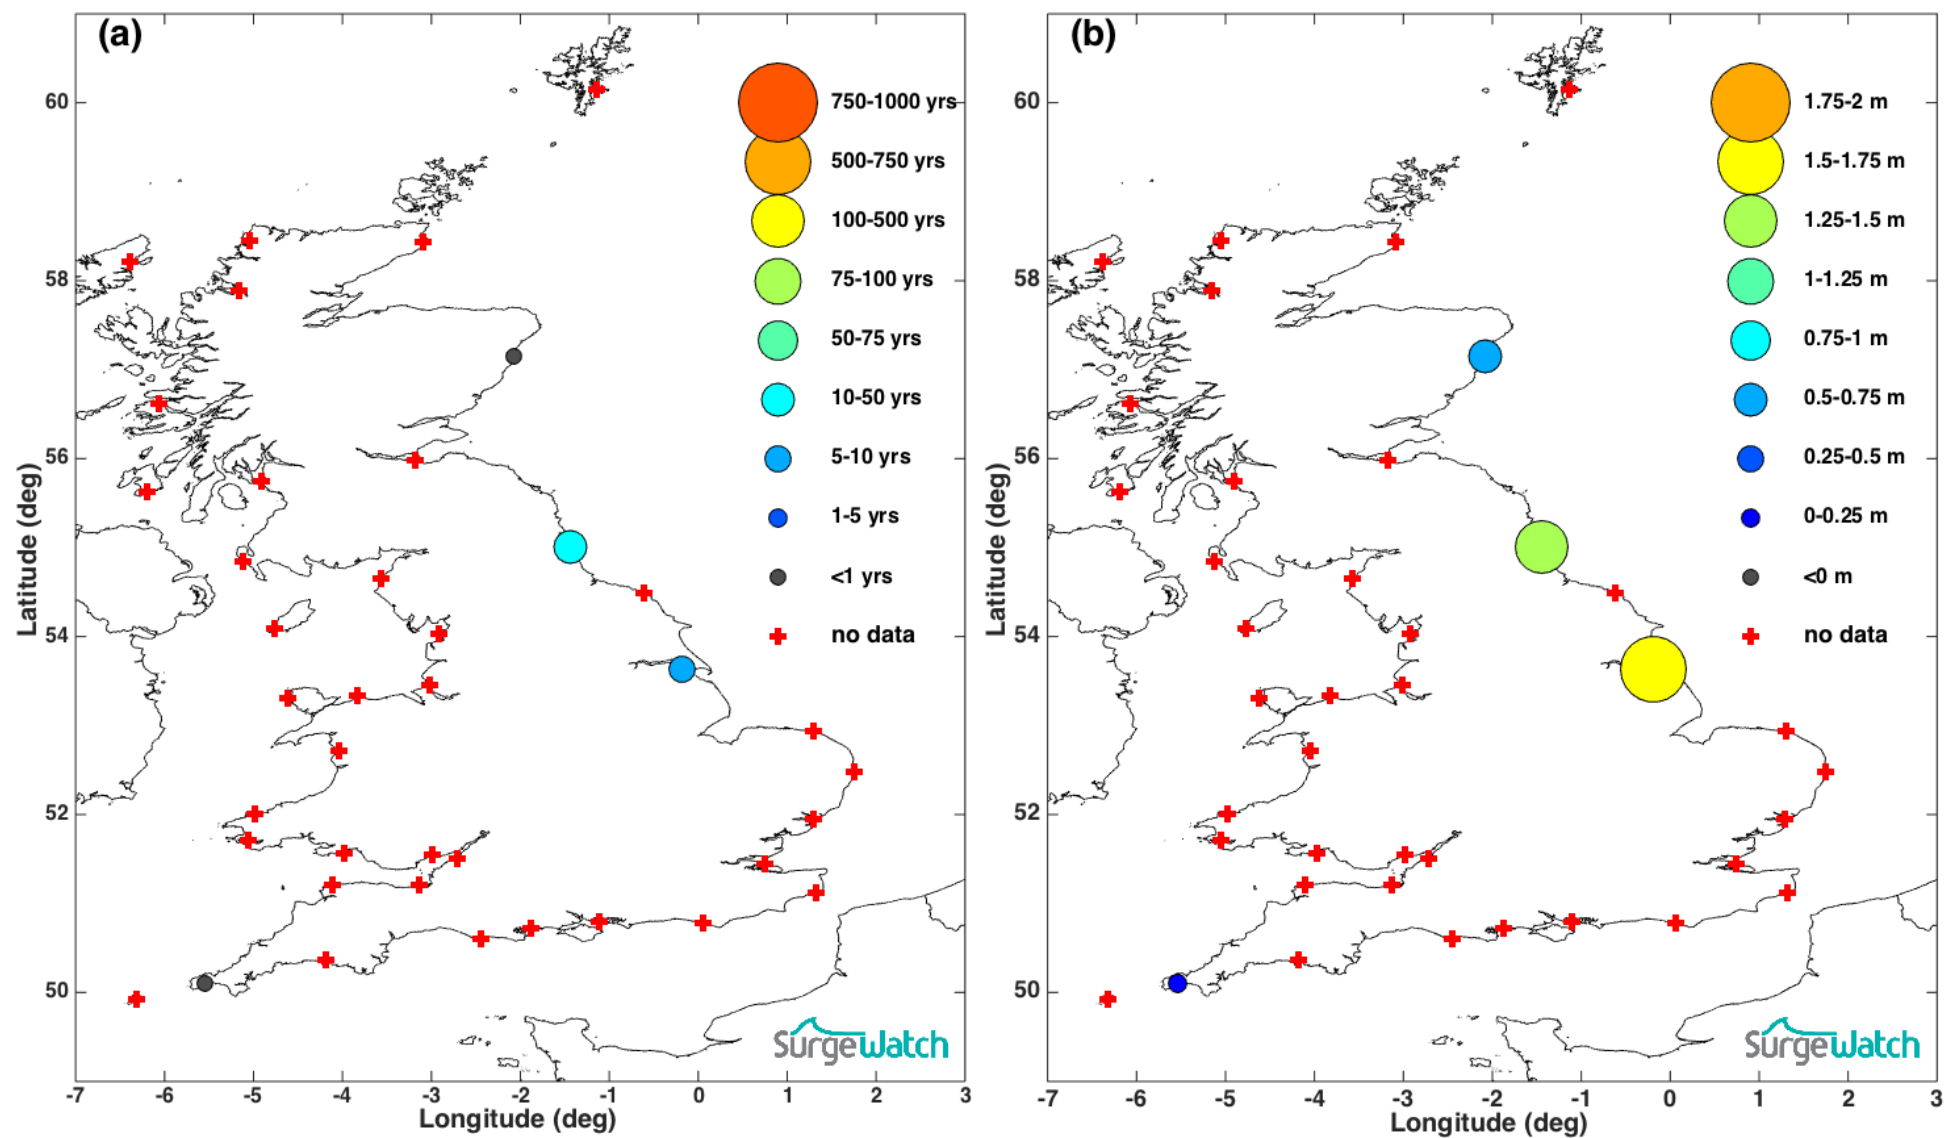 (a)
750-1000 yrs
500-750 yrs
100-500 yrs
75-100 yrs
50-75 yrs
10-50 yrs
5-10 yrs
1-5 yrs
<1 yrs
no data
60
58
56
54
52
50
Latitude (deg)
SurgeWatch
-7 -6 -5 -4 -3 -2 -1 0 1 2 3
Longitude (deg)
(b)
1.75-2 m
1.5-1.75 m
1.25-1.5 m
1-1.25 m
0.75-1 m
0.5-0.75 m
0.25-0.5 m
0-0.25 m
<0 m
no data
60
58
56
54
52
50
Latitude (deg)
SurgeWatch
-7 -6 -5 -4 -3 -2 -1 0 1 2 3
Longitude (deg)